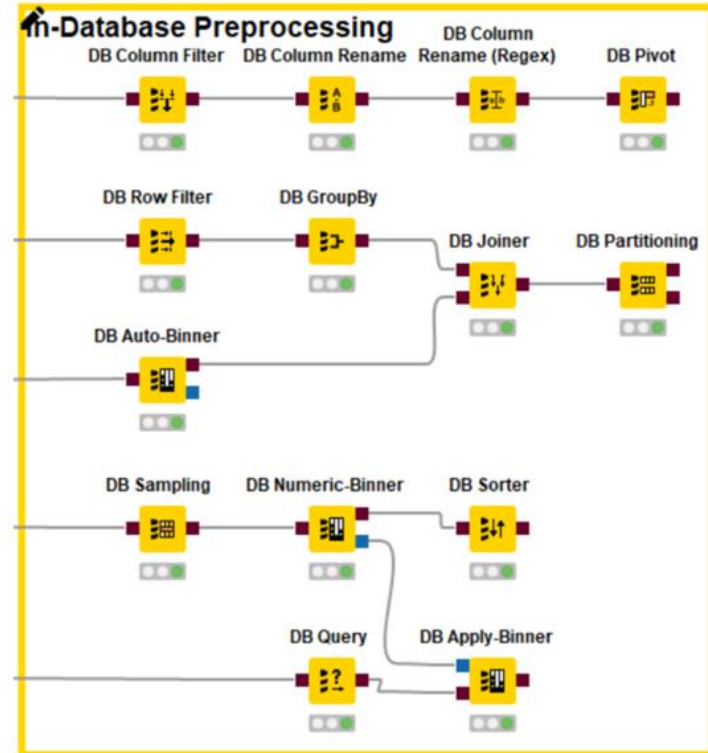 In-Database Preprocessing
DB Column Filter
DB Column Rename
DB Column
Rename (Regex)
DB Pivot
DB Row Filter
DB GroupBy
DB Joiner
DB Partitioning
DB Auto-Binner
DB Sampling
DB Numeric-Binner
DB Sorter
DB Query
DB Apply-Binner